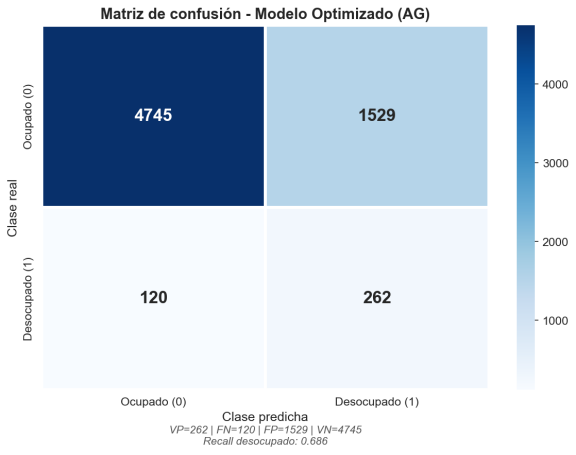 Matriz de confusión - Modelo Optimizado (AG)
Ocupado (0)
4745
1529
4000
3000
Clase real
2000
Desocupado (1)
120
262
1000
Ocupado (0)
Desocupado (1)
Clase predicha
VP=262 | FN=120 | FP=1529 | VN=4745
Recall desocupado: 0.686